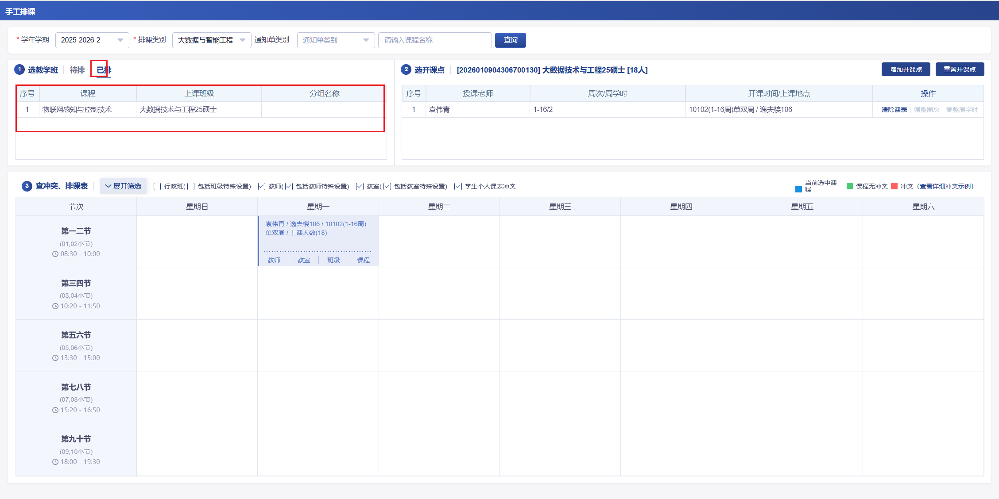 手工排课
* 学年学期 2025-2026-2 * 排课类别 大数据与智能工程 通知单类别 通知单类别 请输入课程名称 查询
1 选教学班 待排 已排
序号 课程 上课班级 分组名称
1 物联网感知与控制技术 大数据技术与工程25硕士
2 选开课点 [2026010904306700130] 大数据技术与工程25硕士 [18人] 增加开课点 重置开课点
序号 授课老师 周次/周学时 开课时间/上课地点 操作
1 袁伟青 1-16/2 10102(1-16周)单双周 / 逸夫楼106 清除课表 调整周次 调整周学时
3 查冲突、排课表 展开筛选 行政班( 包括班级特殊设置) 教师( 包括教师特殊设置) 教室( 包括教室特殊设置) 学生个人课表冲突
当前选中课
程
课程无冲突 冲突 (查看详细冲突示例)
节次 星期日 星期一 星期二 星期三 星期四 星期五 星期六
第一二节
(01,02小节)
08:30 - 10:00
袁伟青 / 逸夫楼106 / 10102(1-16周)
单双周 / 上课人数(18)
教师 教室 班级 课程
第三四节
(03,04小节)
10:20 - 11:50
第五六节
(05,06小节)
13:30 - 15:00
第七八节
(07,08小节)
15:20 - 16:50
第九十节
(09,10小节)
18:00 - 19:30